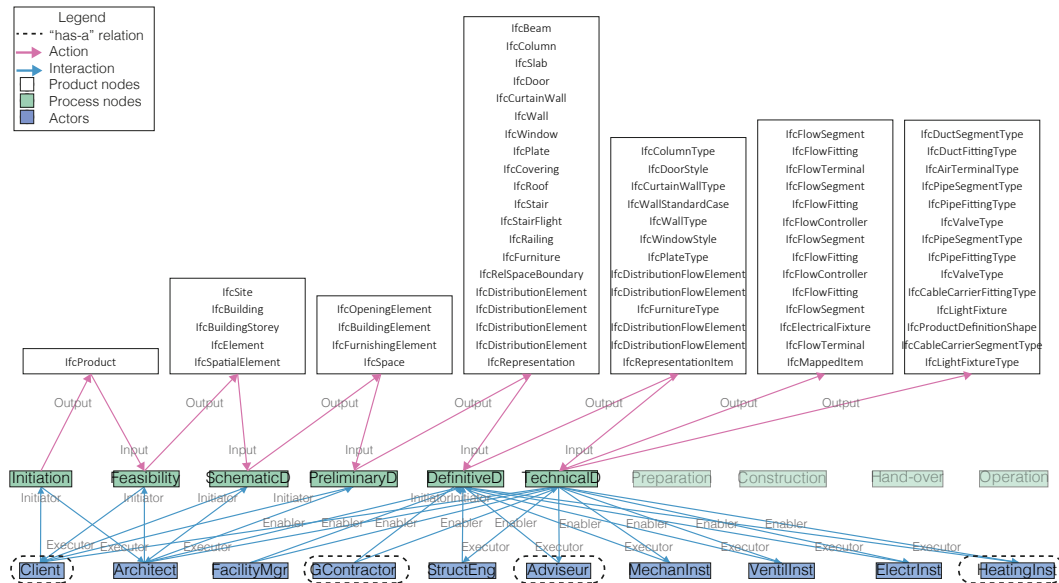 Legend
"has-a" relation
Action
Interaction
Product nodes
Process nodes
Actors
IfcProduct
IfcSite
IfcBuilding
IfcBuildingStorey
IfcElement
IfcSpatialElement
IfcOpeningElement
IfcBuildingElement
IfcFurnishingElement
IfcSpace
IfcBeam
IfcColumn
IfcSlab
IfcDoor
IfcCurtainWall
IfcWall
IfcWindow
IfcPlate
IfcCovering
IfcRoof
IfcStair
IfcStairFlight
IfcRailing
IfcFurniture
IfcRelSpaceBoundary
IfcDistributionElement
IfcDistributionElement
IfcDistributionElement
IfcDistributionElement
IfcRepresentation
IfcColumnType
IfcDoorStyle
IfcCurtainWallType
IfcWallStandardCase
IfcWallType
IfcWindowStyle
IfcPlateType
IfcDistributionFlowElement
IfcDistributionFlowElement
IfcFurnitureType
IfcDistributionFlowElement
IfcDistributionFlowElement
IfcRepresentationItem
IfcFlowSegment
IfcFlowFitting
IfcFlowTerminal
IfcFlowSegment
IfcFlowFitting
IfcFlowController
IfcFlowSegment
IfcFlowFitting
IfcFlowController
IfcFlowFitting
IfcFlowSegment
IfcElectricalFixture
IfcFlowTerminal
IfcMappedItem
IfcDuctSegmentType
IfcDuctFittingType
IfcAirTerminalType
IfcPipeSegmentType
IfcPipeFittingType
IfcValveType
IfcPipeSegmentType
IfcPipeFittingType
IfcValveType
IfcCableCarrierFittingType
IfcLightFixture
IfcProductDefinitionShape
IfcCableCarrierSegmentType
IfcLightFixtureType
Output Output Output Output Output Output Output
Input Input Input Input Input
Initiation Feasibility SchematicD PreliminaryD DefinitiveD TechnicalD Preparation Construction Hand-over Operation
Initiator Initiator Initiator Initiator Initiator Initiator
Enabler Enabler Enabler Enabler Enabler Enabler Enabler Enabler
Executor Executor Executor Executor Executor Executor Executor Executor
Client Architect FacilityMgr GContractor StructEng Adviseur MechanInst VentilInst ElectrInst HeatingInst